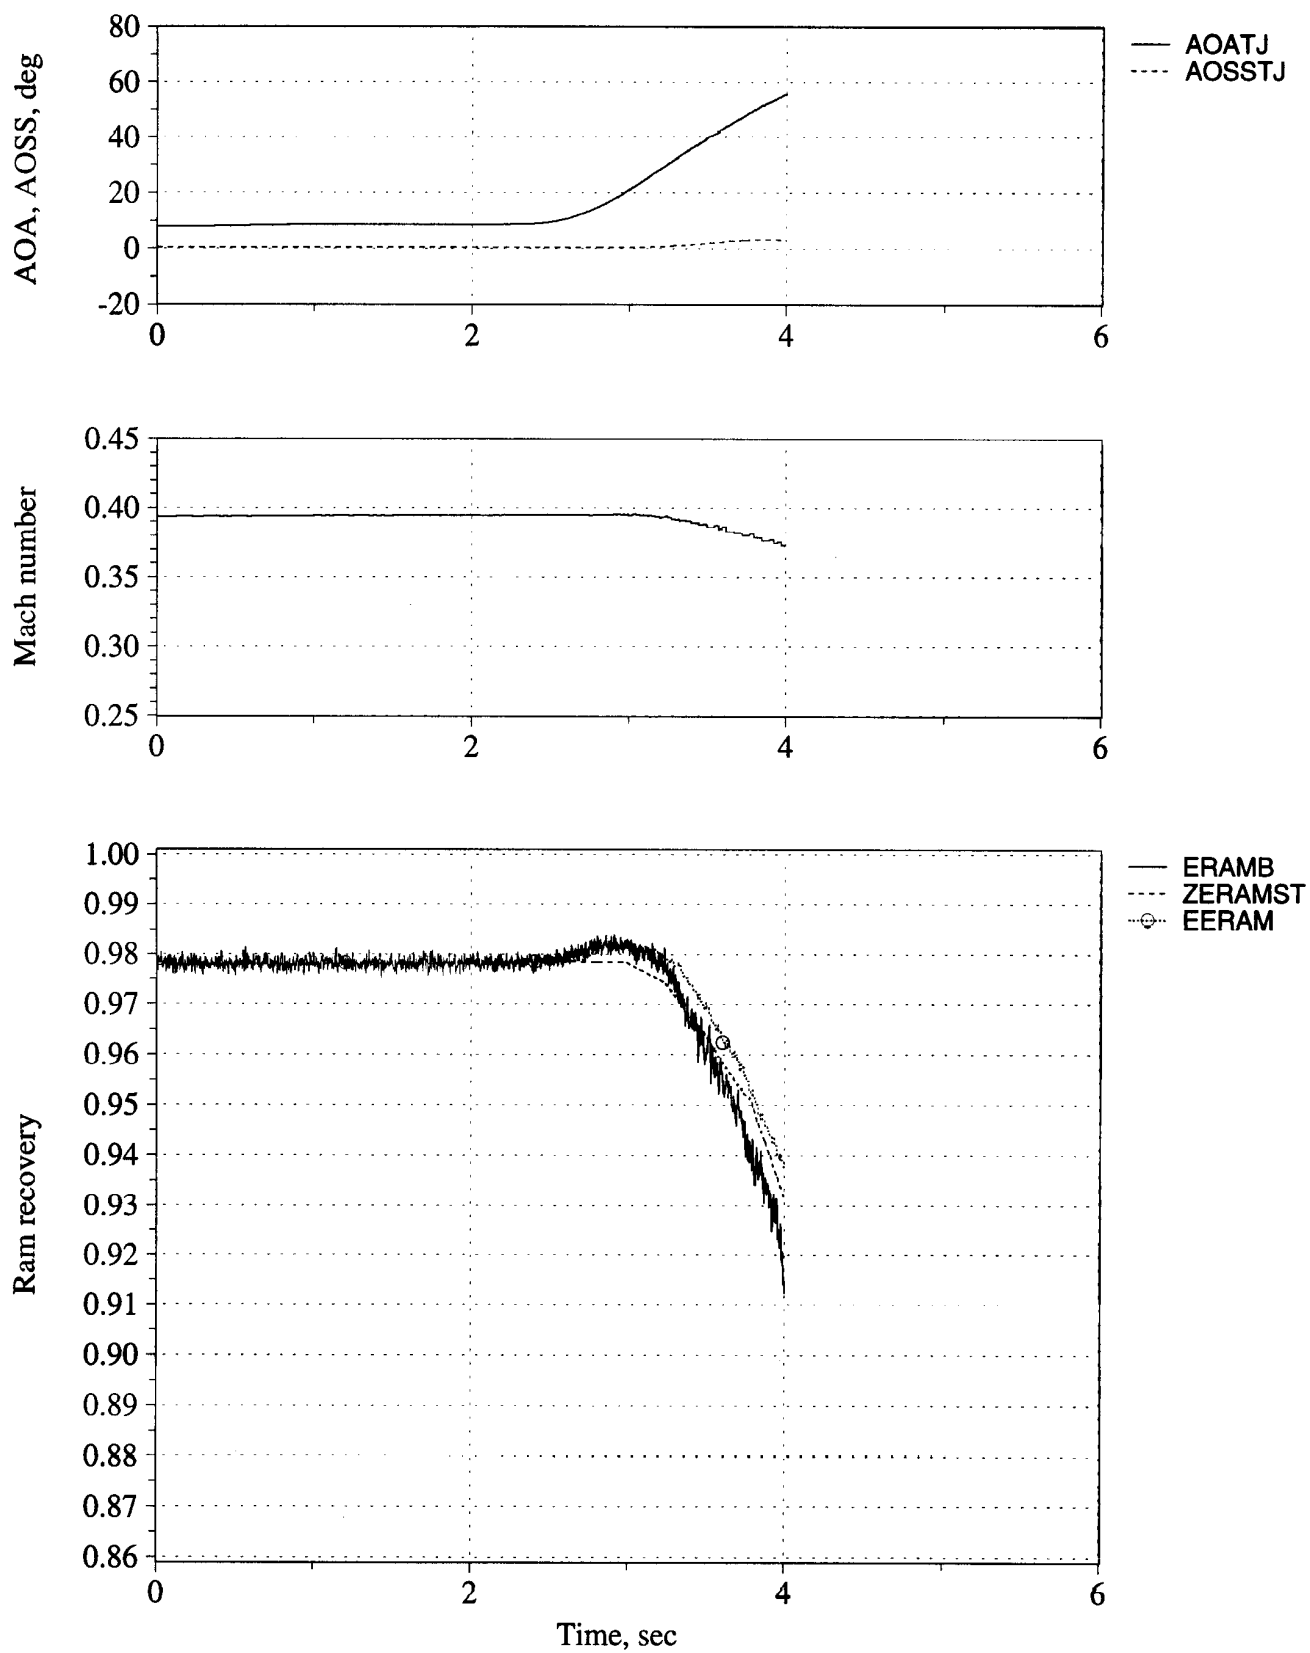 AOA, AOSS, deg
80
60
40
20
0
-20
0 2 4 6
AOATJ
AOSSTJ
Mach number
0.45
0.40
0.35
0.30
0.25
0 2 4 6
Ram recovery
1.00
0.99
0.98
0.97
0.96
0.95
0.94
0.93
0.92
0.91
0.90
0.89
0.88
0.87
0.86
0 2 4 6
Time, sec
ERAMB
ZERAMST
EERAM